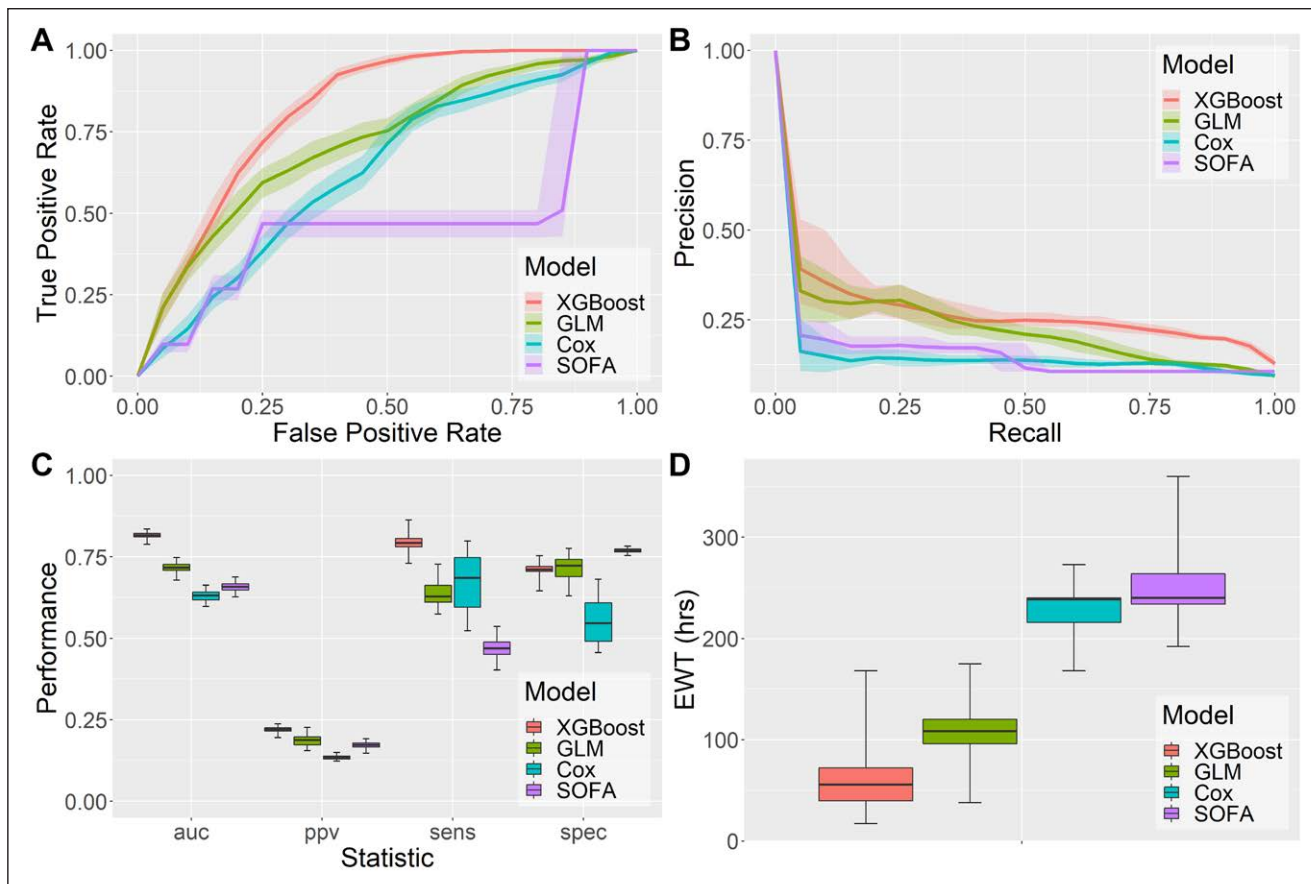 A
True Positive Rate
1.00
0.75
0.50
0.25
0.00
0.00 0.25 0.50 0.75 1.00
False Positive Rate
Model
XGBoost
GLM
Cox
SOFA
B
Precision
1.00
0.75
0.50
0.25
0.00 0.25 0.50 0.75 1.00
Recall
Model
XGBoost
GLM
Cox
SOFA
C
Performance
1.00
0.75
0.50
0.25
0.00
auc ppv sens spec
Statistic
Model
XGBoost
GLM
Cox
SOFA
D
EWT (hrs)
300
200
100
0
Model
XGBoost
GLM
Cox
SOFA